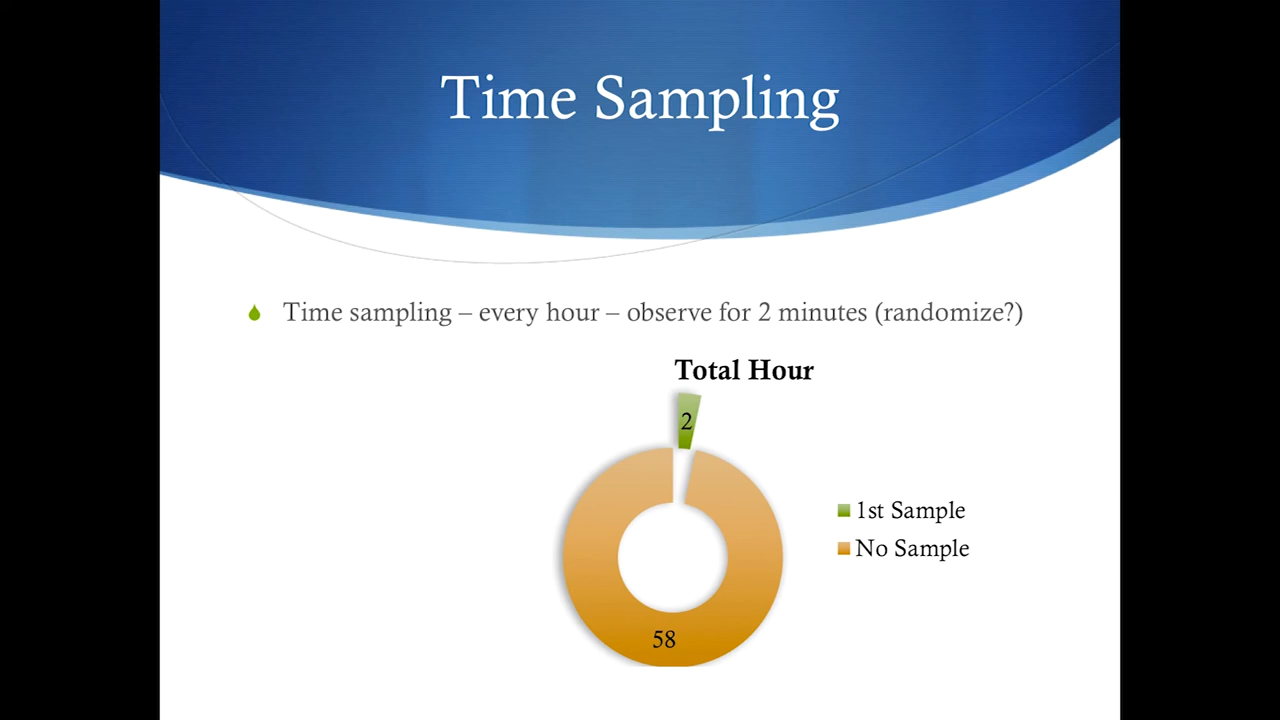 Time Sampling
Time sampling – every hour – observe for 2 minutes (randomize?)
Total Hour
2
1st Sample
No Sample
58